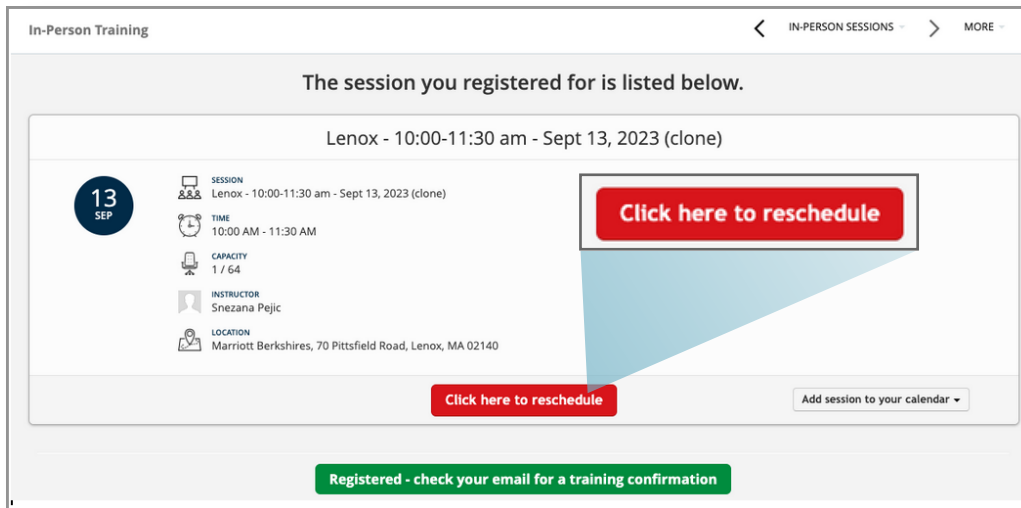 In-Person Training
IN-PERSON SESSIONS
MORE
The session you registered for is listed below.
Lenox - 10:00-11:30 am - Sept 13, 2023 (clone)
13
SEP
SESSION
Lenox - 10:00-11:30 am - Sept 13, 2023 (clone)
TIME
10:00 AM - 11:30 AM
CAPACITY
1 / 64
INSTRUCTOR
Snezana Pejic
LOCATION
Marriott Berkshires, 70 Pittsfield Road, Lenox, MA 02140
Click here to reschedule
Click here to reschedule
Add session to your calendar
Registered - check your email for a training confirmation